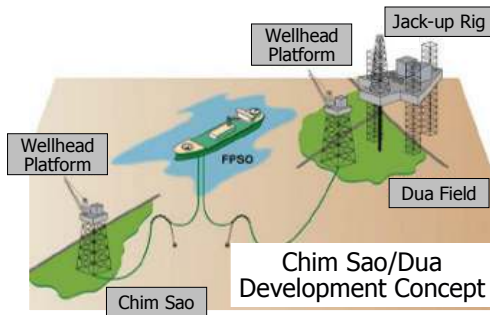 Jack-up Rig
Wellhead
Platform
FPSO
Wellhead
Platform
Dua Field
Chim Sao/Dua
Development Concept
Chim Sao